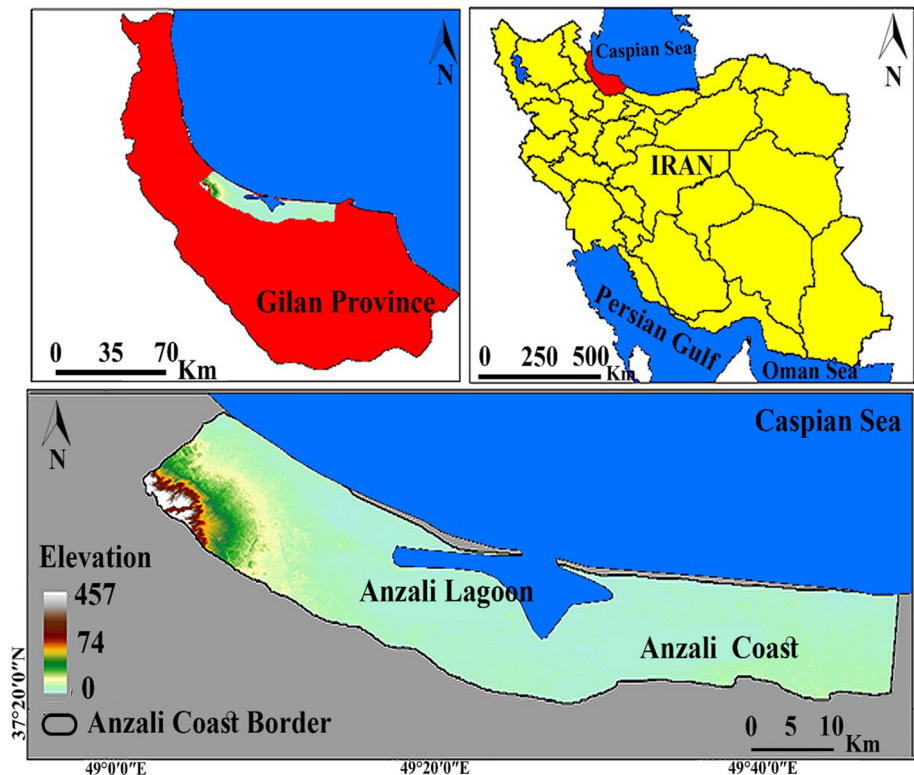 N
Gilan Province
0 35 70
Km
Caspian Sea
N
IRAN
Persian Gulf
Oman Sea
0 250 500
Km
Caspian Sea
N
Elevation
457
74
0
Anzali Lagoon
Anzali Coast
Anzali Coast Border
0 5 10
Km
37°20'0"N
49°0'0"E
49°20'0"E
49°40'0"E